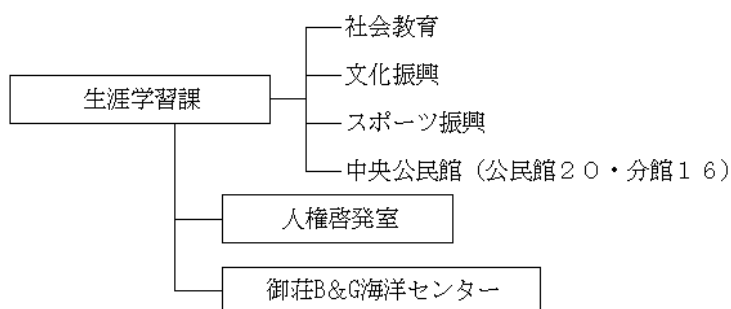 社会教育
文化振興
生涯学習課
スポーツ振興
中央公民館（公民館２０・分館１６）
人権啓発室
御荘B&G海洋センター